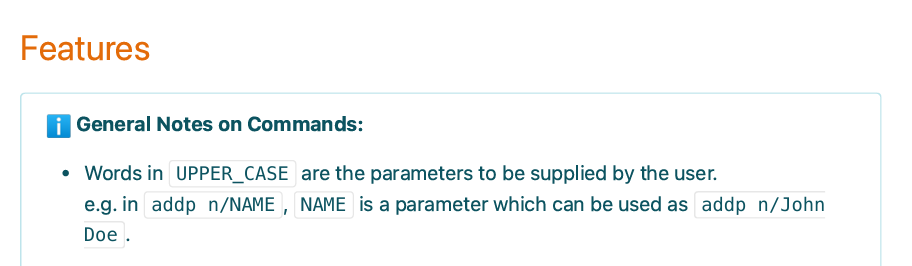 Features
ℹ️ General Notes on Commands:
• Words in UPPER_CASE are the parameters to be supplied by the user.
e.g. in addp n/NAME, NAME is a parameter which can be used as addp n/John
Doe.